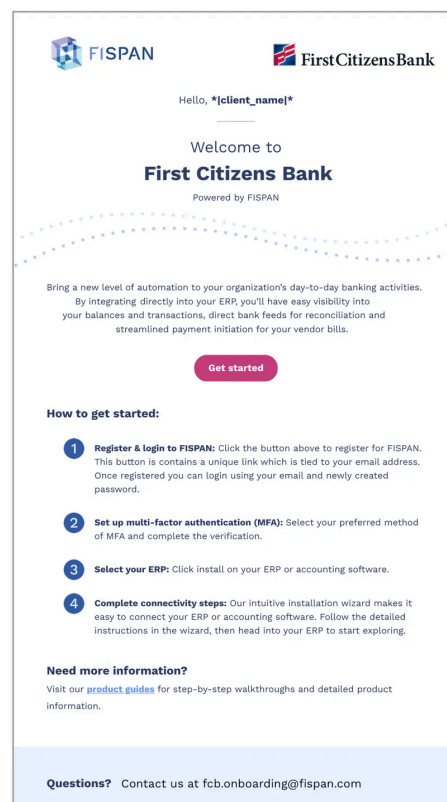 FISPAN
First Citizens Bank
Hello, *|client_name|*
Welcome to
First Citizens Bank
Powered by FISPAN
Bring a new level of automation to your organization's day-to-day banking activities.
By integrating directly into your ERP, you'll have easy visibility into
your balances and transactions, direct bank feeds for reconciliation and
streamlined payment initiation for your vendor bills.
Get started
How to get started:
1 Register & login to FISPAN: Click the button above to register for FISPAN.
This button is contains a unique link which is tied to your email address.
Once registered you can login using your email and newly created
password.
2 Set up multi-factor authentication (MFA): Select your preferred method
of MFA and complete the verification.
3 Select your ERP: Click install on your ERP or accounting software.
4 Complete connectivity steps: Our intuitive installation wizard makes it
easy to connect your ERP or accounting software. Follow the detailed
instructions in the wizard, then head into your ERP to start exploring.
Need more information?
Visit our product guides for step-by-step walkthroughs and detailed product
information.
Questions? Contact us at fcb.onboarding@fispan.com